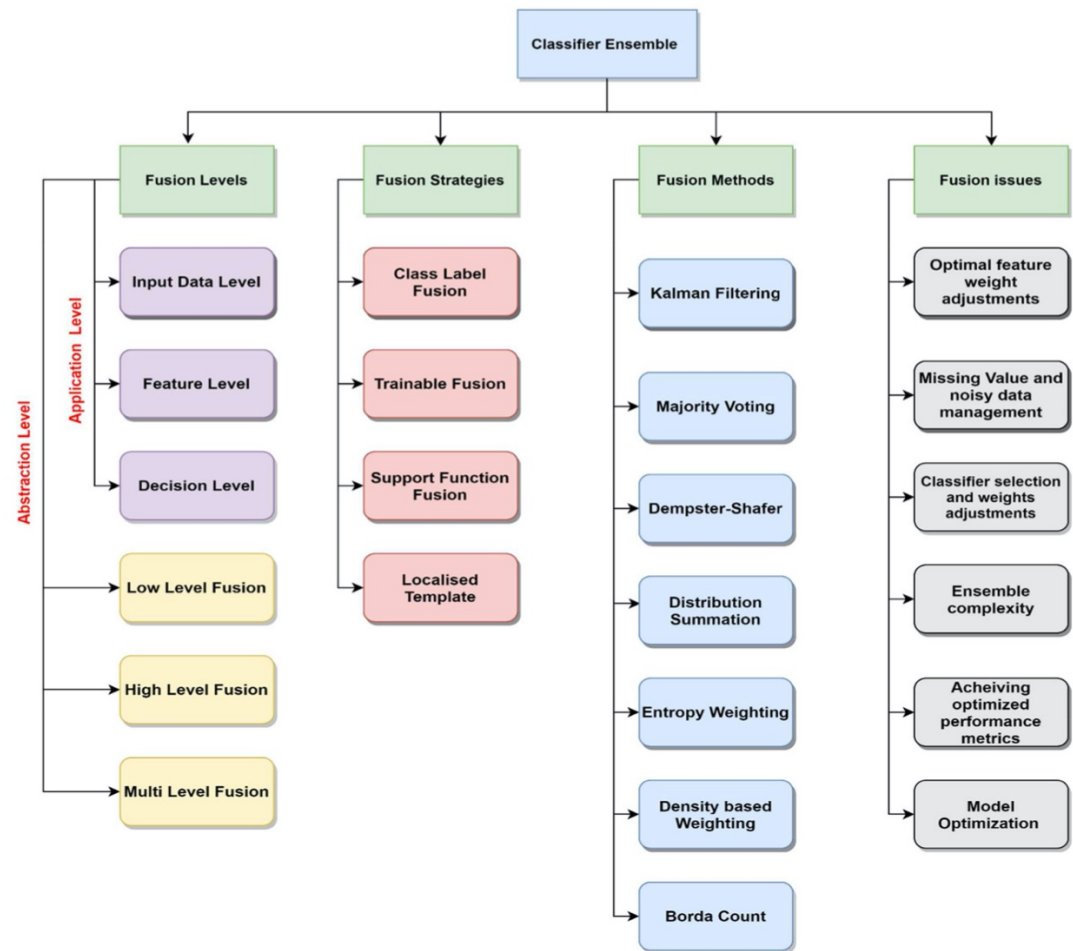 Classifier Ensemble
Fusion Levels
Fusion Strategies
Fusion Methods
Fusion issues
Abstraction Level
Application Level
Input Data Level
Feature Level
Decision Level
Low Level Fusion
High Level Fusion
Multi Level Fusion
Class Label
Fusion
Trainable Fusion
Support Function
Fusion
Localised
Template
Kalman Filtering
Majority Voting
Dempster-Shafer
Distribution
Summation
Entropy Weighting
Density based
Weighting
Borda Count
Optimal feature
weight
adjustments
Missing Value and
noisy data
management
Classifier selection
and weights
adjustments
Ensemble
complexity
Acheiving
optimized
performance
metrics
Model
Optimization